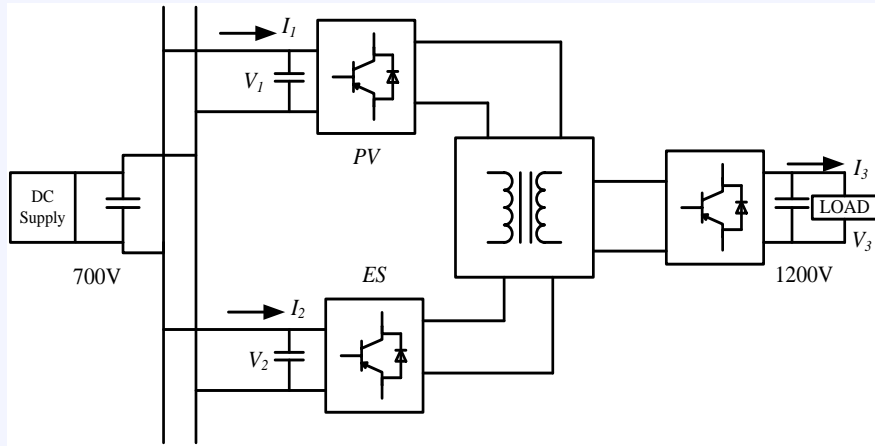 I1
V1
PV
DC
Supply
700V
ES
I2
V2
I3
LOAD
V3
1200V